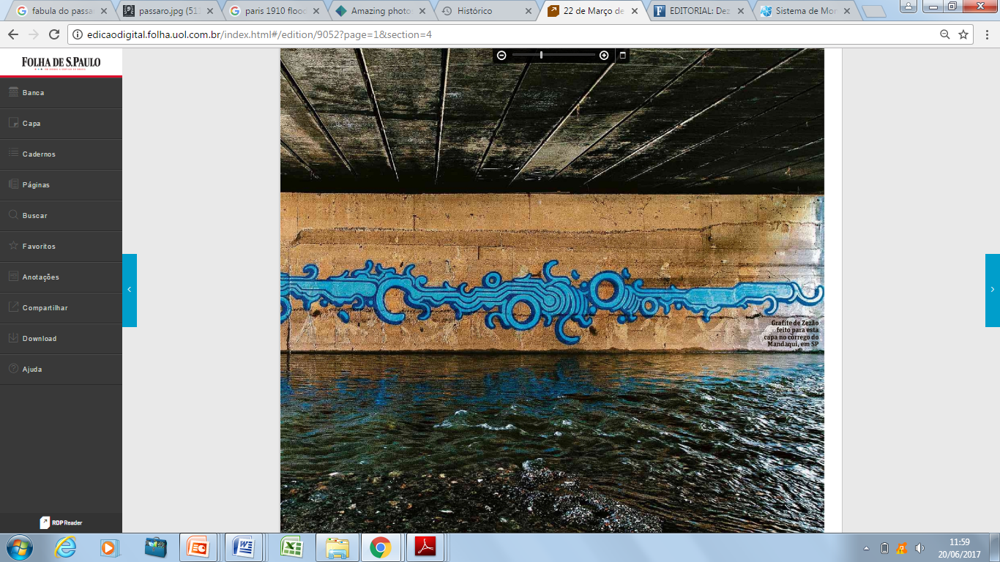 fabula do passa
passaro.jpg (51
paris 1910 flood
Amazing photo
Histórico
22 de Março de
EDITORIAL: Dez
Sistema de Mor
edicaodigital.folha.uol.com.br/index.html#/edition/9052?page=1&section=4
FOLHA DE S.PAULO
Banca
Capa
Cadernos
Páginas
Buscar
Favoritos
Anotações
Compartilhar
Download
Ajuda
Grafite de Zezão
feito para esta
capa no córrego do
Mandaqui, em SP
RDP Reader
11:59
20/06/2017